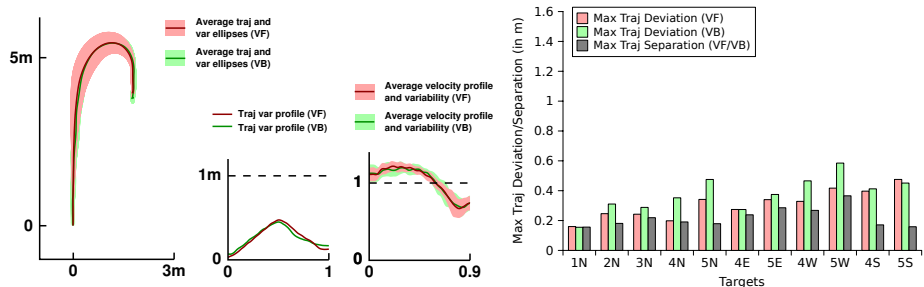 Average traj and
var ellipses (VF)
Average traj and
var ellipses (VB)
5m
0
0
3m
Traj var profile (VF)
Traj var profile (VB)
1m
0
0
1
Average velocity profile
and variability (VF)
Average velocity profile
and variability (VB)
1
0
0
0.9
Max Traj Deviation (VF)
Max Traj Deviation (VB)
Max Traj Separation (VF/VB)
Max Traj Deviation/Separation (in m)
1.6
1.4
1.2
1
0.8
0.6
0.4
0.2
0
1N 2N 3N 4N 5N 4E 5E 4W 5W 4S 5S
Targets